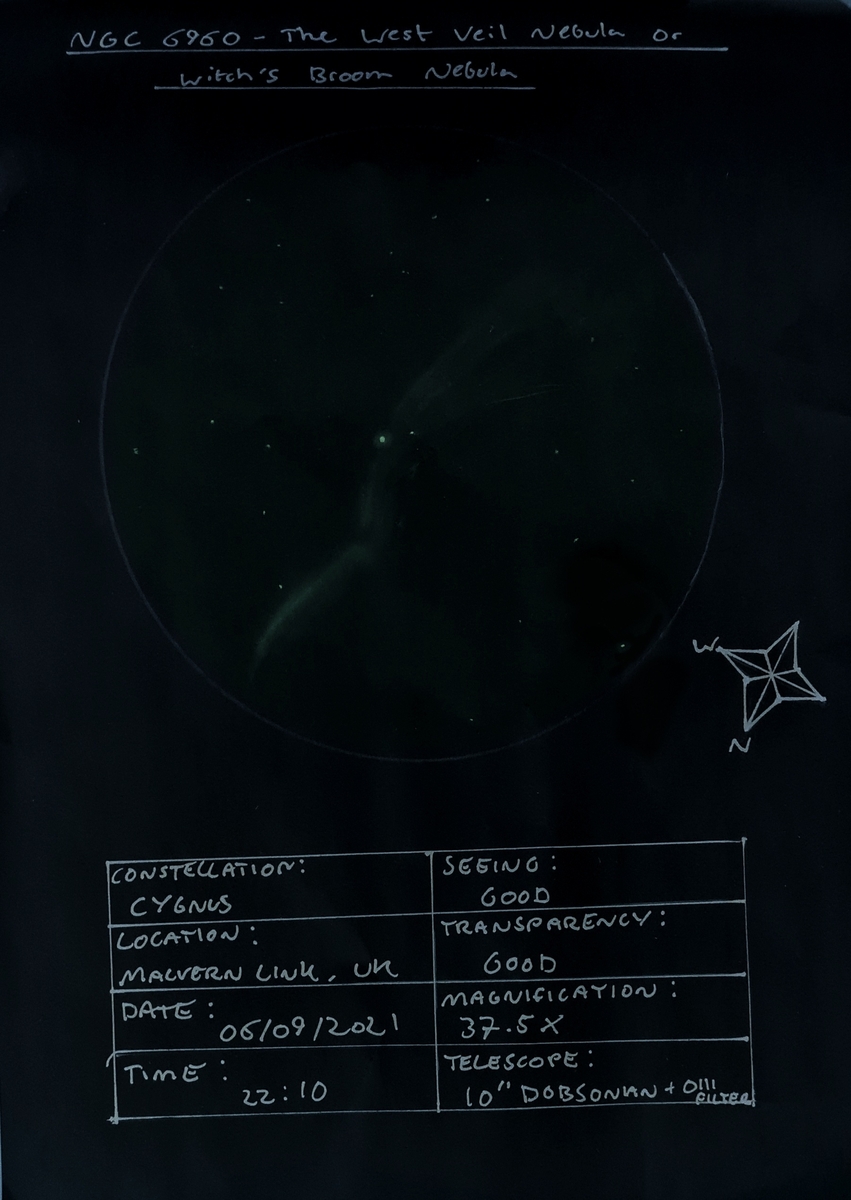 NGC 6960 - The West Veil Nebula or
Witch's Broom Nebula
W
N
CONSTELLATION:
CYGNUS
SEEING:
GOOD
LOCATION:
MALVERN LINK, UK
TRANSPARENCY:
GOOD
DATE:
06/09/2021
MAGNIFICATION:
37.5X
TIME:
22:10
TELESCOPE:
10" DOBSONIAN + OIII
FILTER